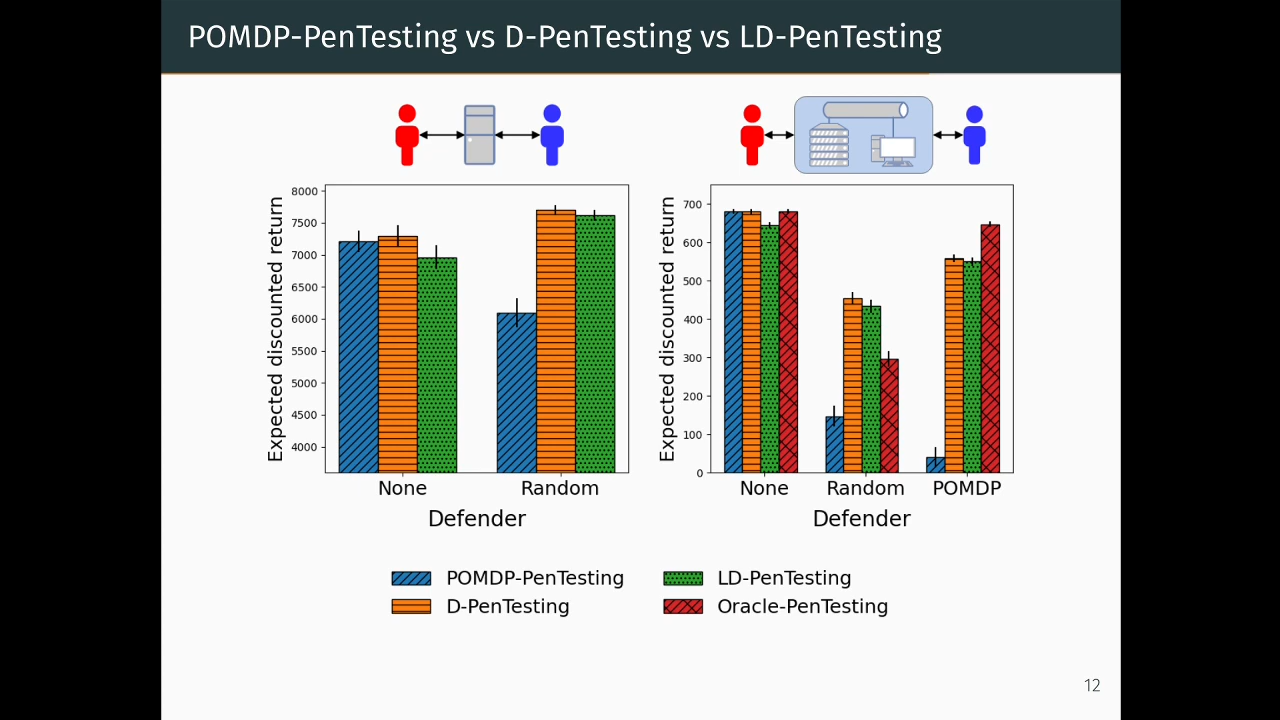 POMDP-PenTesting vs D-PenTesting vs LD-PenTesting
Expected discounted return
8000
7500
7000
6500
6000
5500
5000
4500
4000
None Random
Defender
Expected discounted return
700
600
500
400
300
200
100
0
None Random POMDP
Defender
POMDP-PenTesting
D-PenTesting
LD-PenTesting
Oracle-PenTesting
12